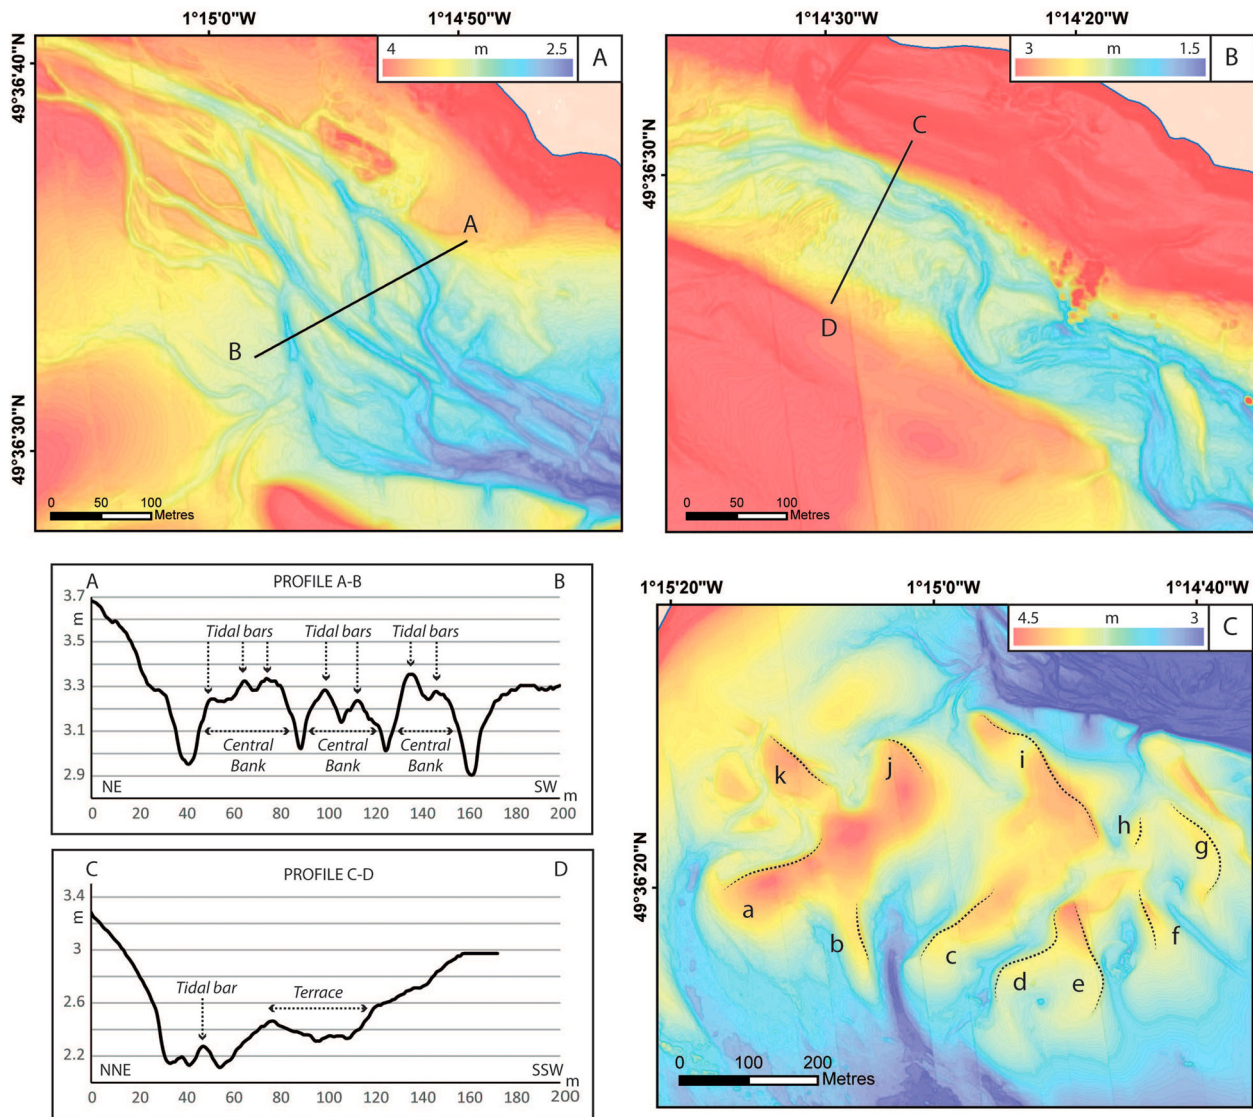 1°15'0"W 1°14'50"W
4 m 2.5 A
49°36'40"N
49°36'30"N
A
B
0 50 100
Metres
1°14'30"W 1°14'20"W
3 m 1.5 B
49°36'30"N
C
D
0 50 100
Metres
A PROFILE A-B B
3.7
m
3.5
3.3
3.1
2.9
Tidal bars Tidal bars Tidal bars
Central Bank
Central Bank
Central Bank
NE SW m
0 20 40 60 80 100 120 140 160 180 200
C PROFILE C-D D
3.4
m
3
2.6
2.2
Tidal bar Terrace
NNE SSW m
0 20 40 60 80 100 120 140 160 180 200
1°15'20"W 1°15'0"W 1°14'40"W
4.5 m 3 C
49°36'20"N
k
j
i
h
g
a
b
c
d
e
f
0 100 200
Metres